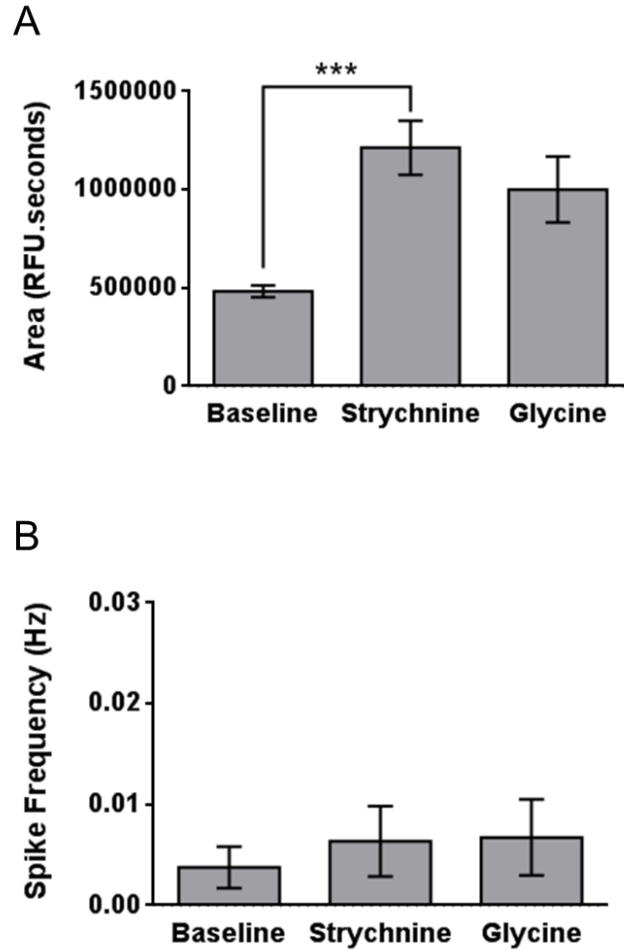 A
***
Area (RFU.seconds)
1500000
1000000
500000
0
Baseline Strychnine Glycine
B
Spike Frequency (Hz)
0.03
0.02
0.01
0.00
Baseline Strychnine Glycine